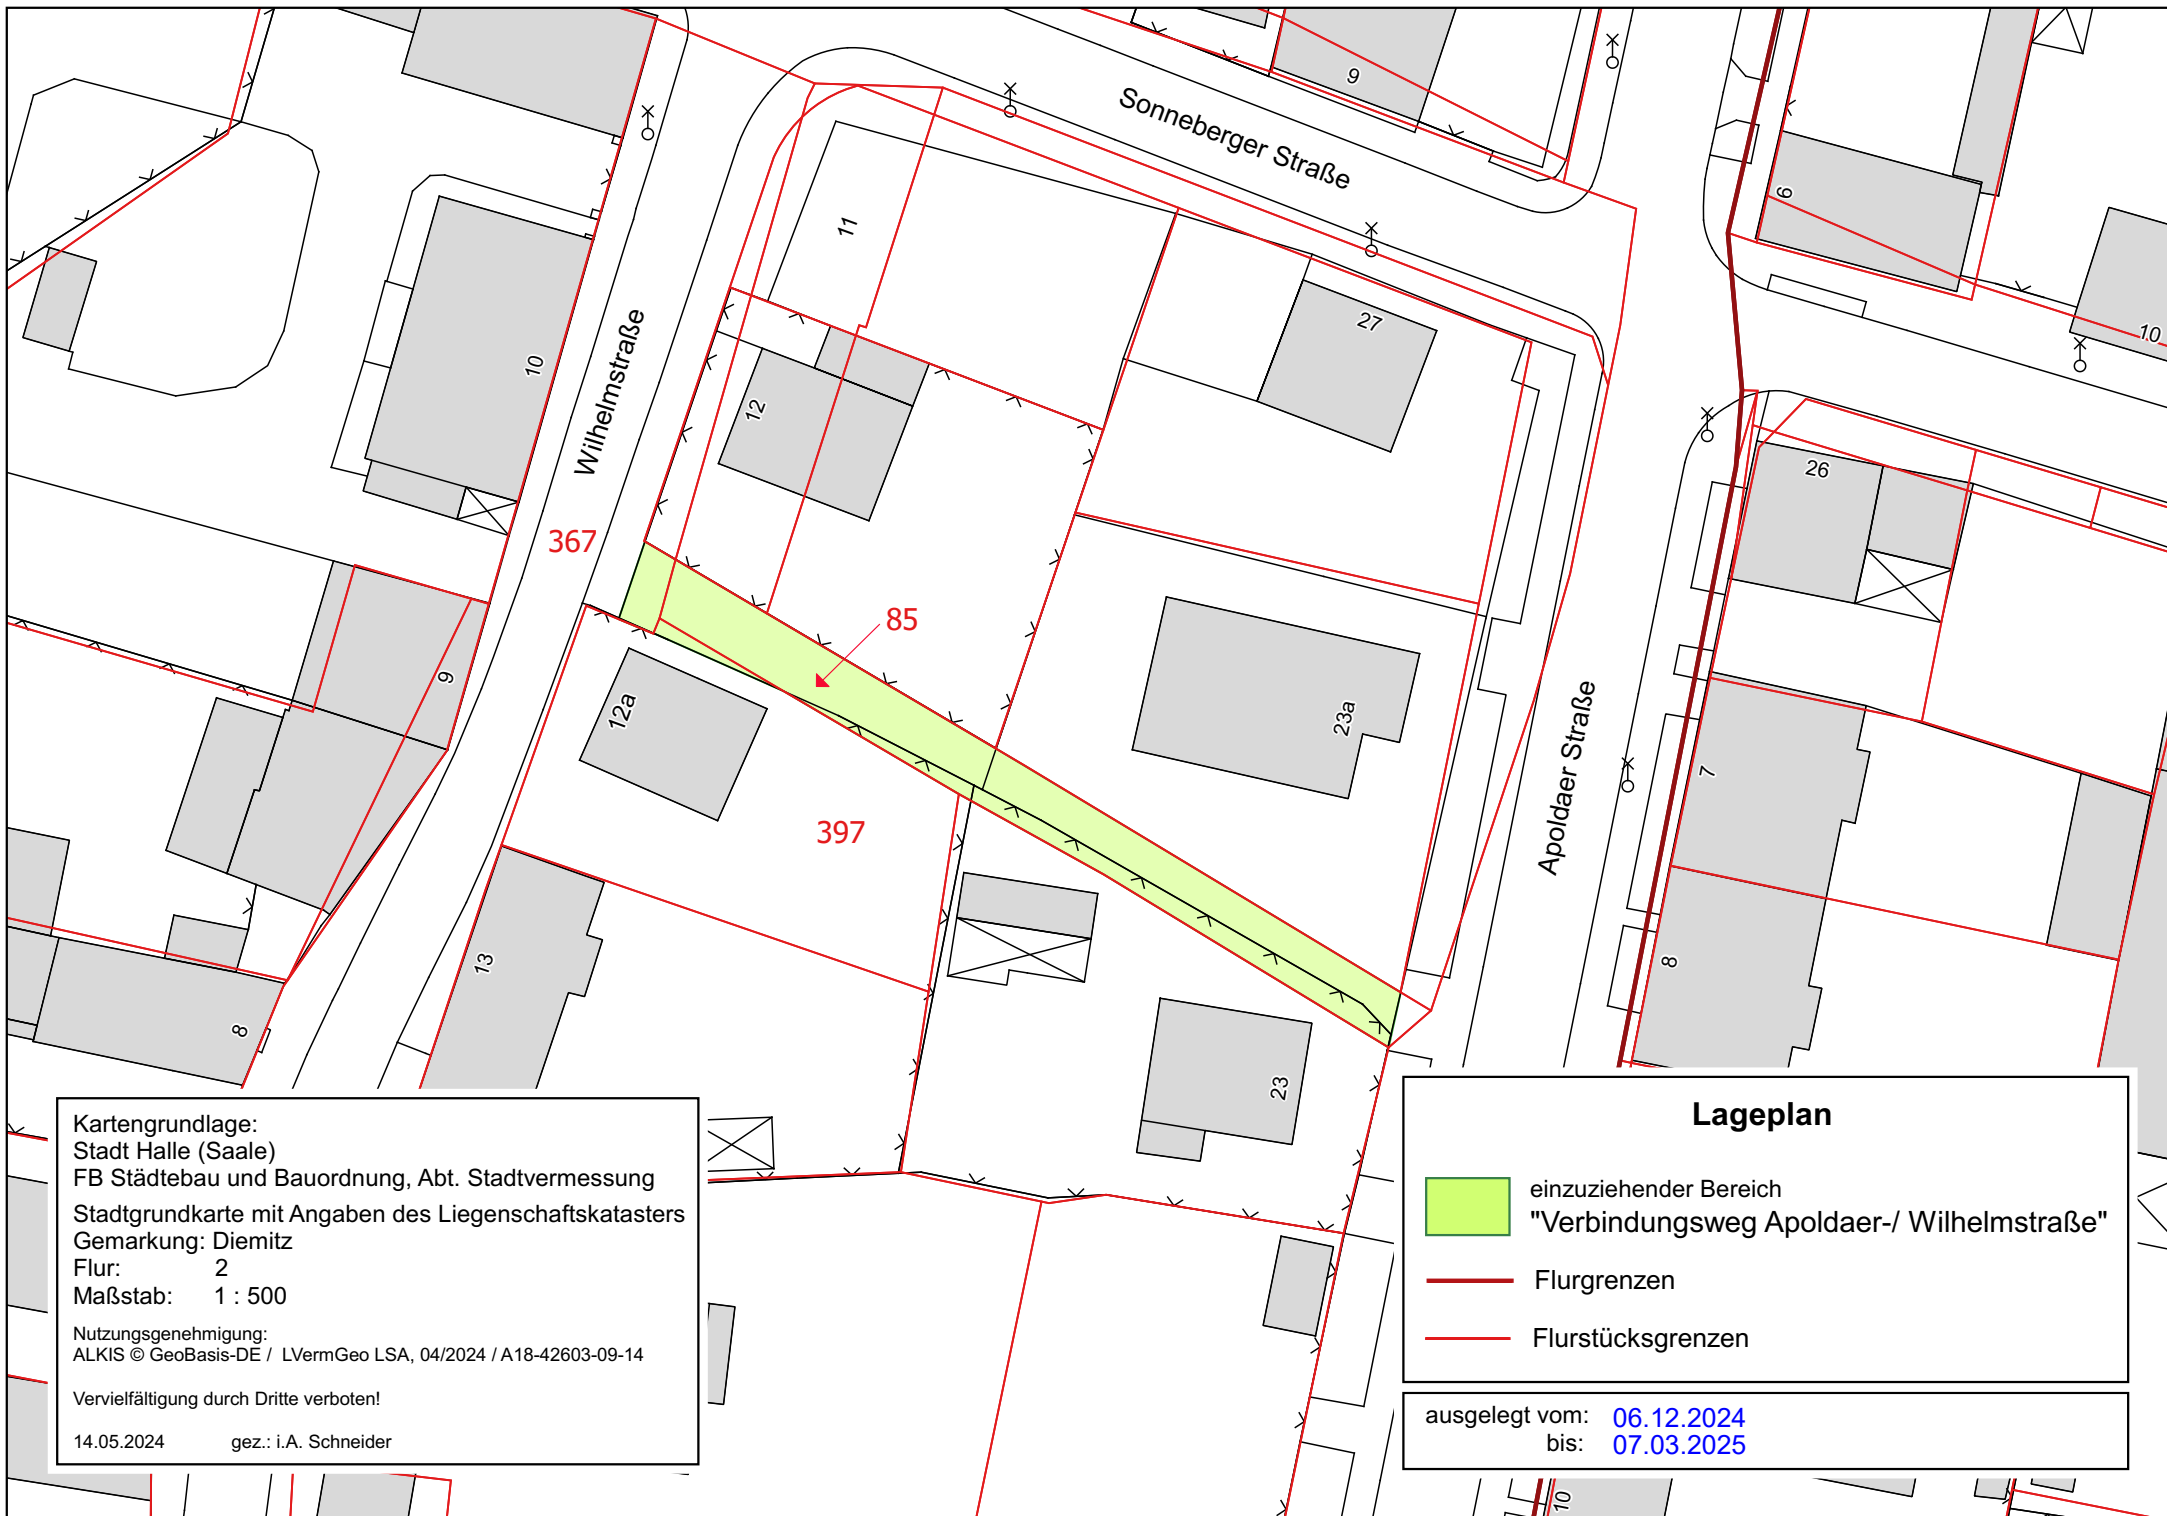 Sonneberger Straße
9
6
10
11
27
10
Wilhelmstraße
12
26
367
85
9
12a
23a
Apoldaer Straße
7
397
13
8
8
23
10
Kartengrundlage:
Stadt Halle (Saale)
FB Städtebau und Bauordnung, Abt. Stadtvermessung
Stadtgrundkarte mit Angaben des Liegenschaftskatasters
Gemarkung: Diemitz
Flur: 2
Maßstab: 1 : 500
Nutzungsgenehmigung:
ALKIS © GeoBasis-DE / LVermGeo LSA, 04/2024 / A18-42603-09-14
Vervielfältigung durch Dritte verboten!
14.05.2024 gez.: i.A. Schneider
Lageplan
einzuziehender Bereich
"Verbindungsweg Apoldaer-/ Wilhelmstraße"
Flurgrenzen
Flurstücksgrenzen
ausgelegt vom: 06.12.2024
bis: 07.03.2025